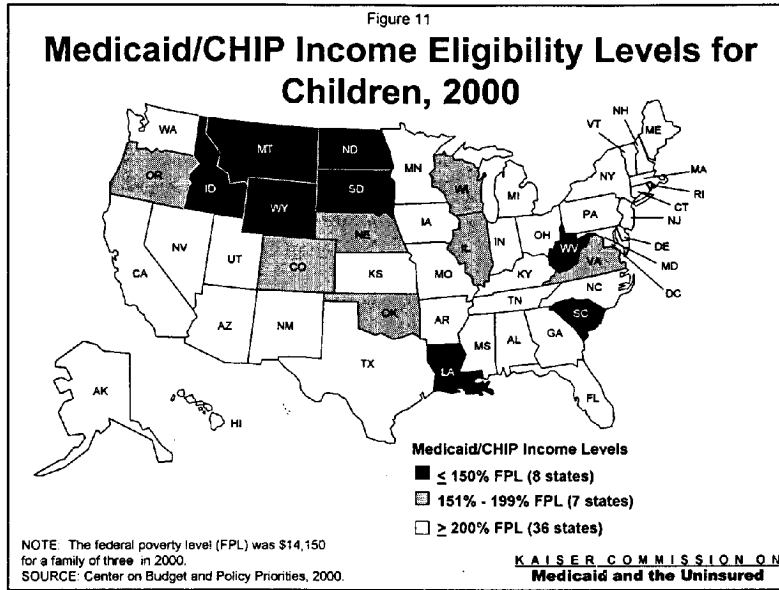 Figure 11
Medicaid/CHIP Income Eligibility Levels for
Children, 2000
WA
OR
ID
MT
ND
SD
WY
NE
CO
OK
NV
CA
UT
AZ
NM
KS
TX
MN
IA
MO
AR
LA
WI
IL
MI
IN
OH
KY
TN
MS
AL
GA
FL
SC
NC
VA
WV
PA
NY
VT
NH
ME
MA
RI
CT
NJ
DE
MD
DC
AK
HI
Medicaid/CHIP Income Levels
≤ 150% FPL (8 states)
151% - 199% FPL (7 states)
≥ 200% FPL (36 states)
NOTE: The federal poverty level (FPL) was $14,150
for a family of three in 2000.
SOURCE: Center on Budget and Policy Priorities, 2000.
KAISER COMMISSION ON
Medicaid and the Uninsured